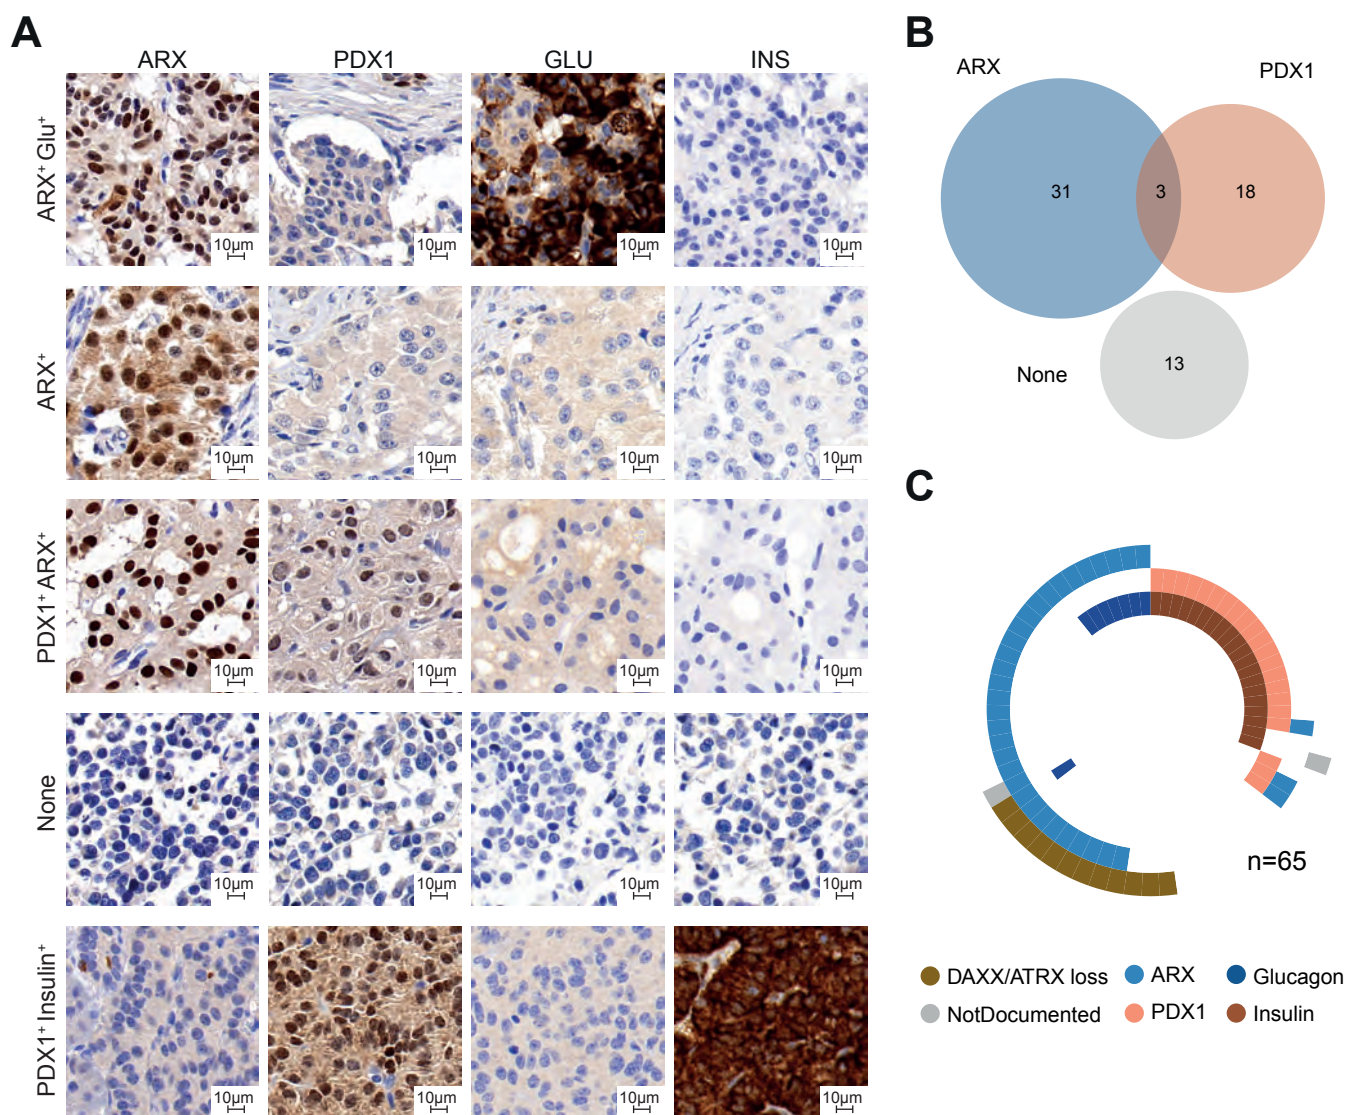 A
ARX PDX1 GLU INS
ARX⁺ Glu⁺
10µm 10µm 10µm 10µm
ARX⁺
10µm 10µm 10µm 10µm
PDX1⁺ ARX⁺
10µm 10µm 10µm 10µm
None
10µm 10µm 10µm 10µm
PDX1⁺ Insulin⁺
10µm 10µm 10µm 10µm
B
ARX
PDX1
31 3 18
None
13
C
n=65
DAXX/ATRX loss ARX Glucagon
NotDocumented PDX1 Insulin